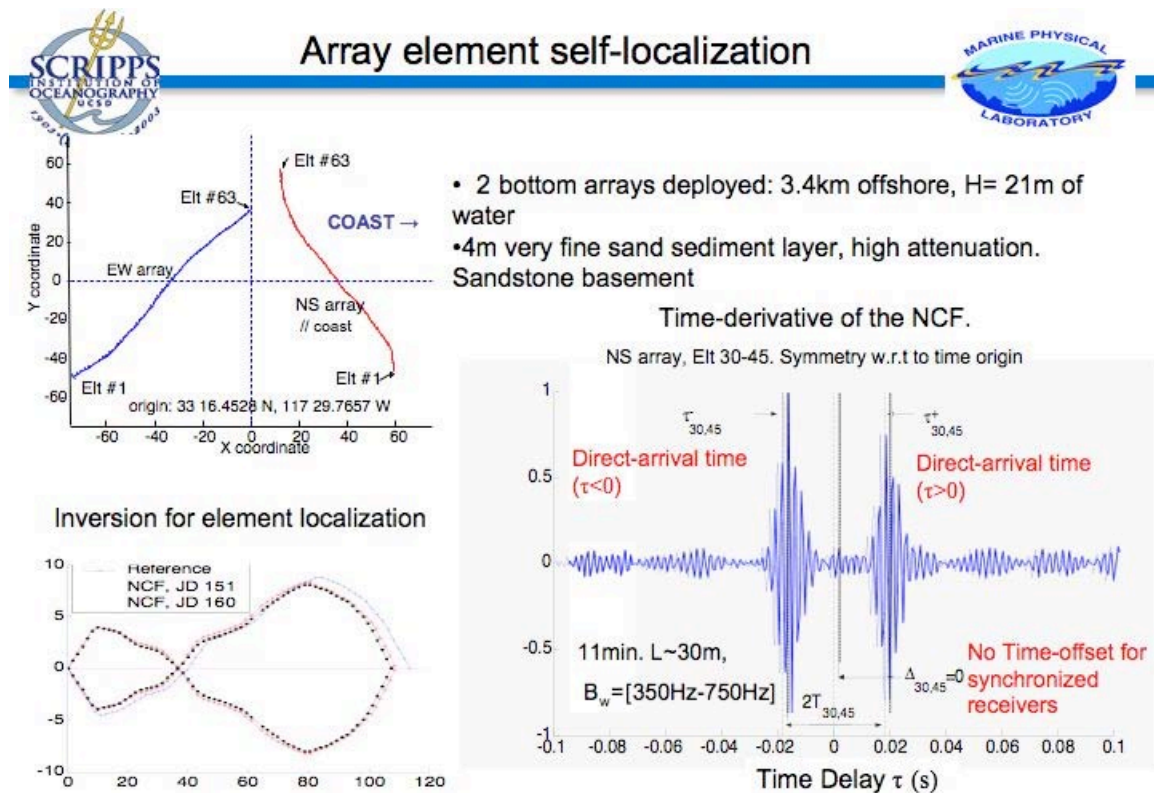 Array element self-localization
SCRIPPS
INSTITUTION OF
OCEANOGRAPHY
UCSD
MARINE PHYSICAL
LABORATORY
• 2 bottom arrays deployed: 3.4km offshore, H= 21m of
water
•4m very fine sand sediment layer, high attenuation.
Sandstone basement
60
40
20
0
-20
-40
-60
Y coordinate
Elt #63
Elt #63
COAST →
EW array
NS array
// coast
Elt #1
Elt #1
origin: 33 16.4528 N, 117 29.7657 W
-60 -40 -20 0 20 40 60
X coordinate
Inversion for element localization
Reference
NCF, JD 151
NCF, JD 160
10
5
0
-5
-10
0 20 40 60 80 100 120
Time-derivative of the NCF.
NS array, Elt 30-45. Symmetry w.r.t to time origin
1
0.5
0
-0.5
-1
τ-30,45
τ+30,45
Direct-arrival time
(τ<0)
Direct-arrival time
(τ>0)
11min. L~30m,
Bw=[350Hz-750Hz]
2T30,45
Δ30,45=0
No Time-offset for
synchronized
receivers
-0.1 -0.08 -0.06 -0.04 -0.02 0 0.02 0.04 0.06 0.08 0.1
Time Delay τ (s)